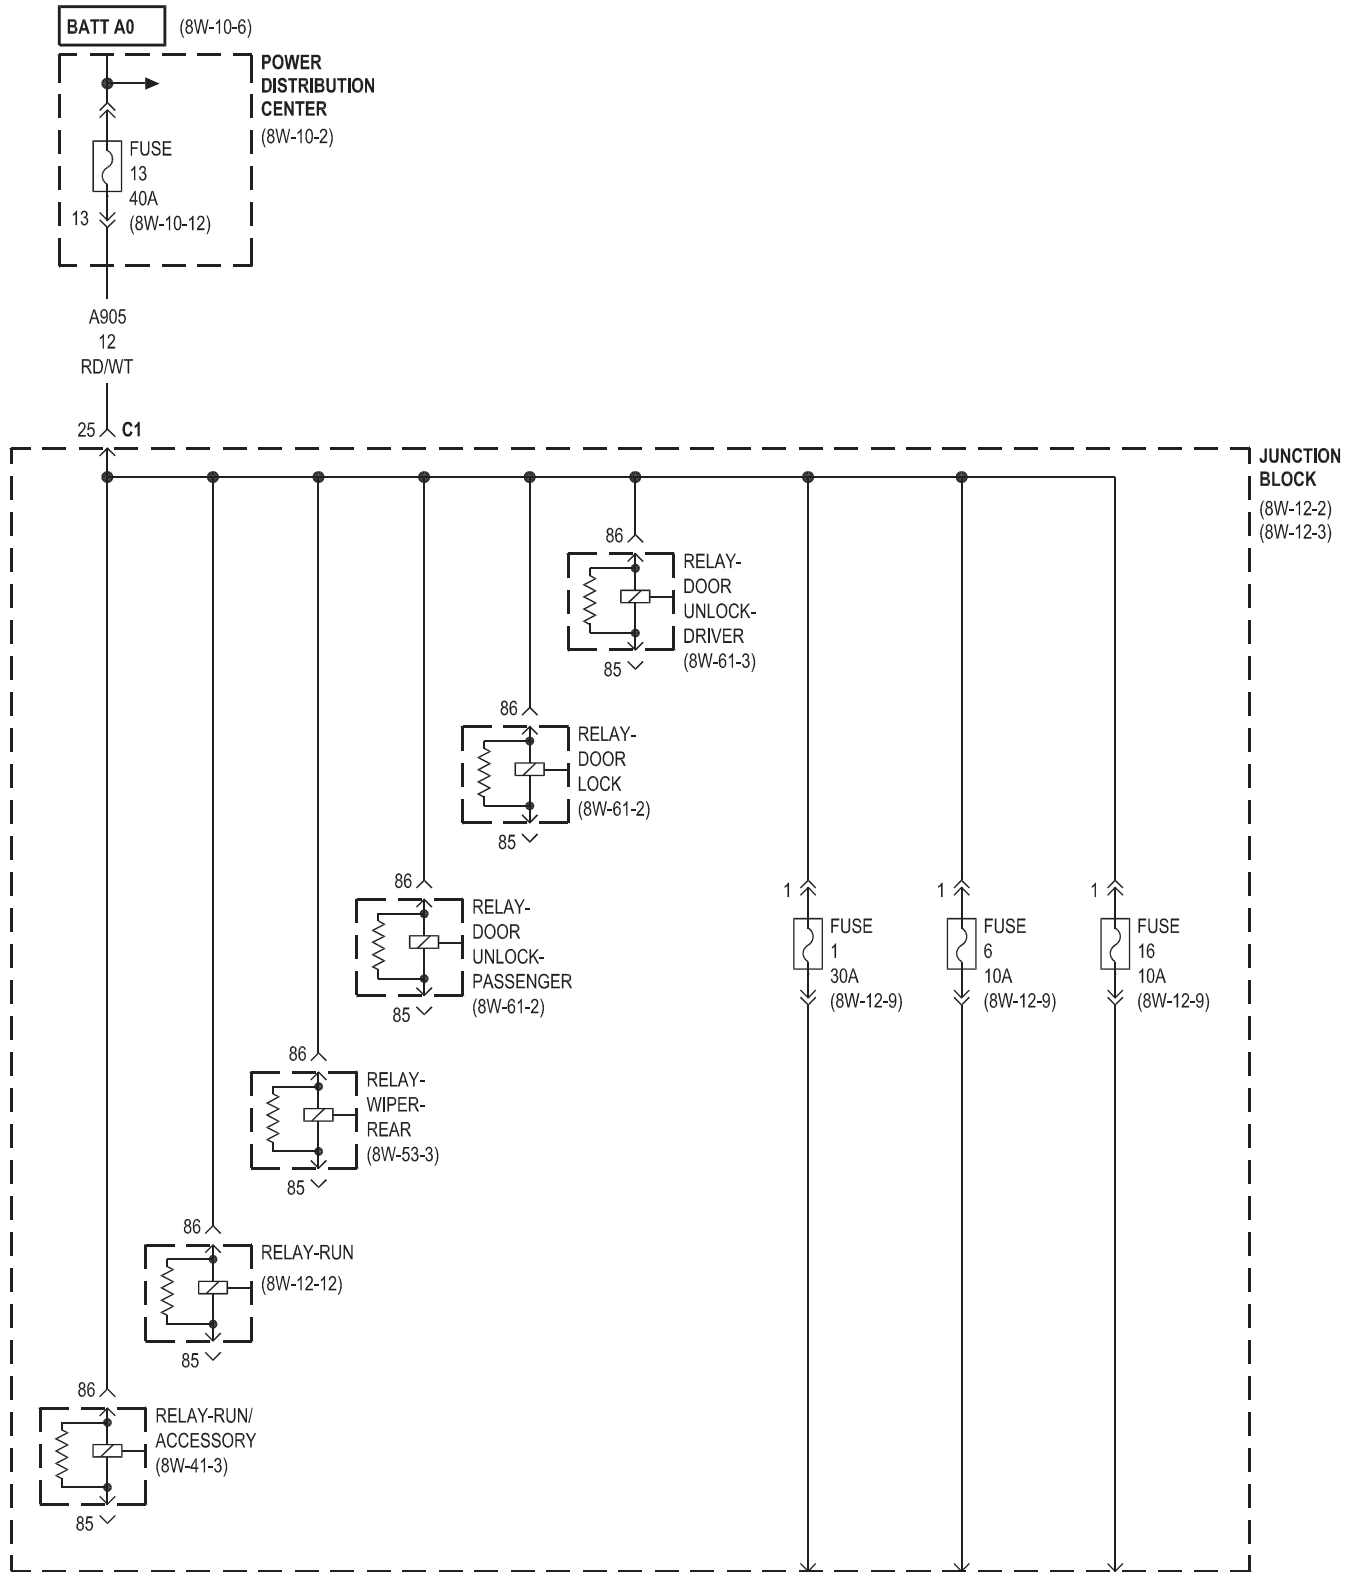 BATT A0 (8W-10-6)
POWER
DISTRIBUTION
CENTER
(8W-10-2)
FUSE
13
40A
(8W-10-12)
13
A905
12
RD/WT
25 C1
JUNCTION
BLOCK
(8W-12-2)
(8W-12-3)
86
RELAY-
DOOR
UNLOCK-
DRIVER
(8W-61-3)
85
86
RELAY-
DOOR
LOCK
(8W-61-2)
85
86
RELAY-
DOOR
UNLOCK-
PASSENGER
(8W-61-2)
85
1
FUSE
1
30A
(8W-12-9)
1
FUSE
6
10A
(8W-12-9)
1
FUSE
16
10A
(8W-12-9)
86
RELAY-
WIPER-
REAR
(8W-53-3)
85
86
RELAY-RUN
(8W-12-12)
85
86
RELAY-RUN/
ACCESSORY
(8W-41-3)
85